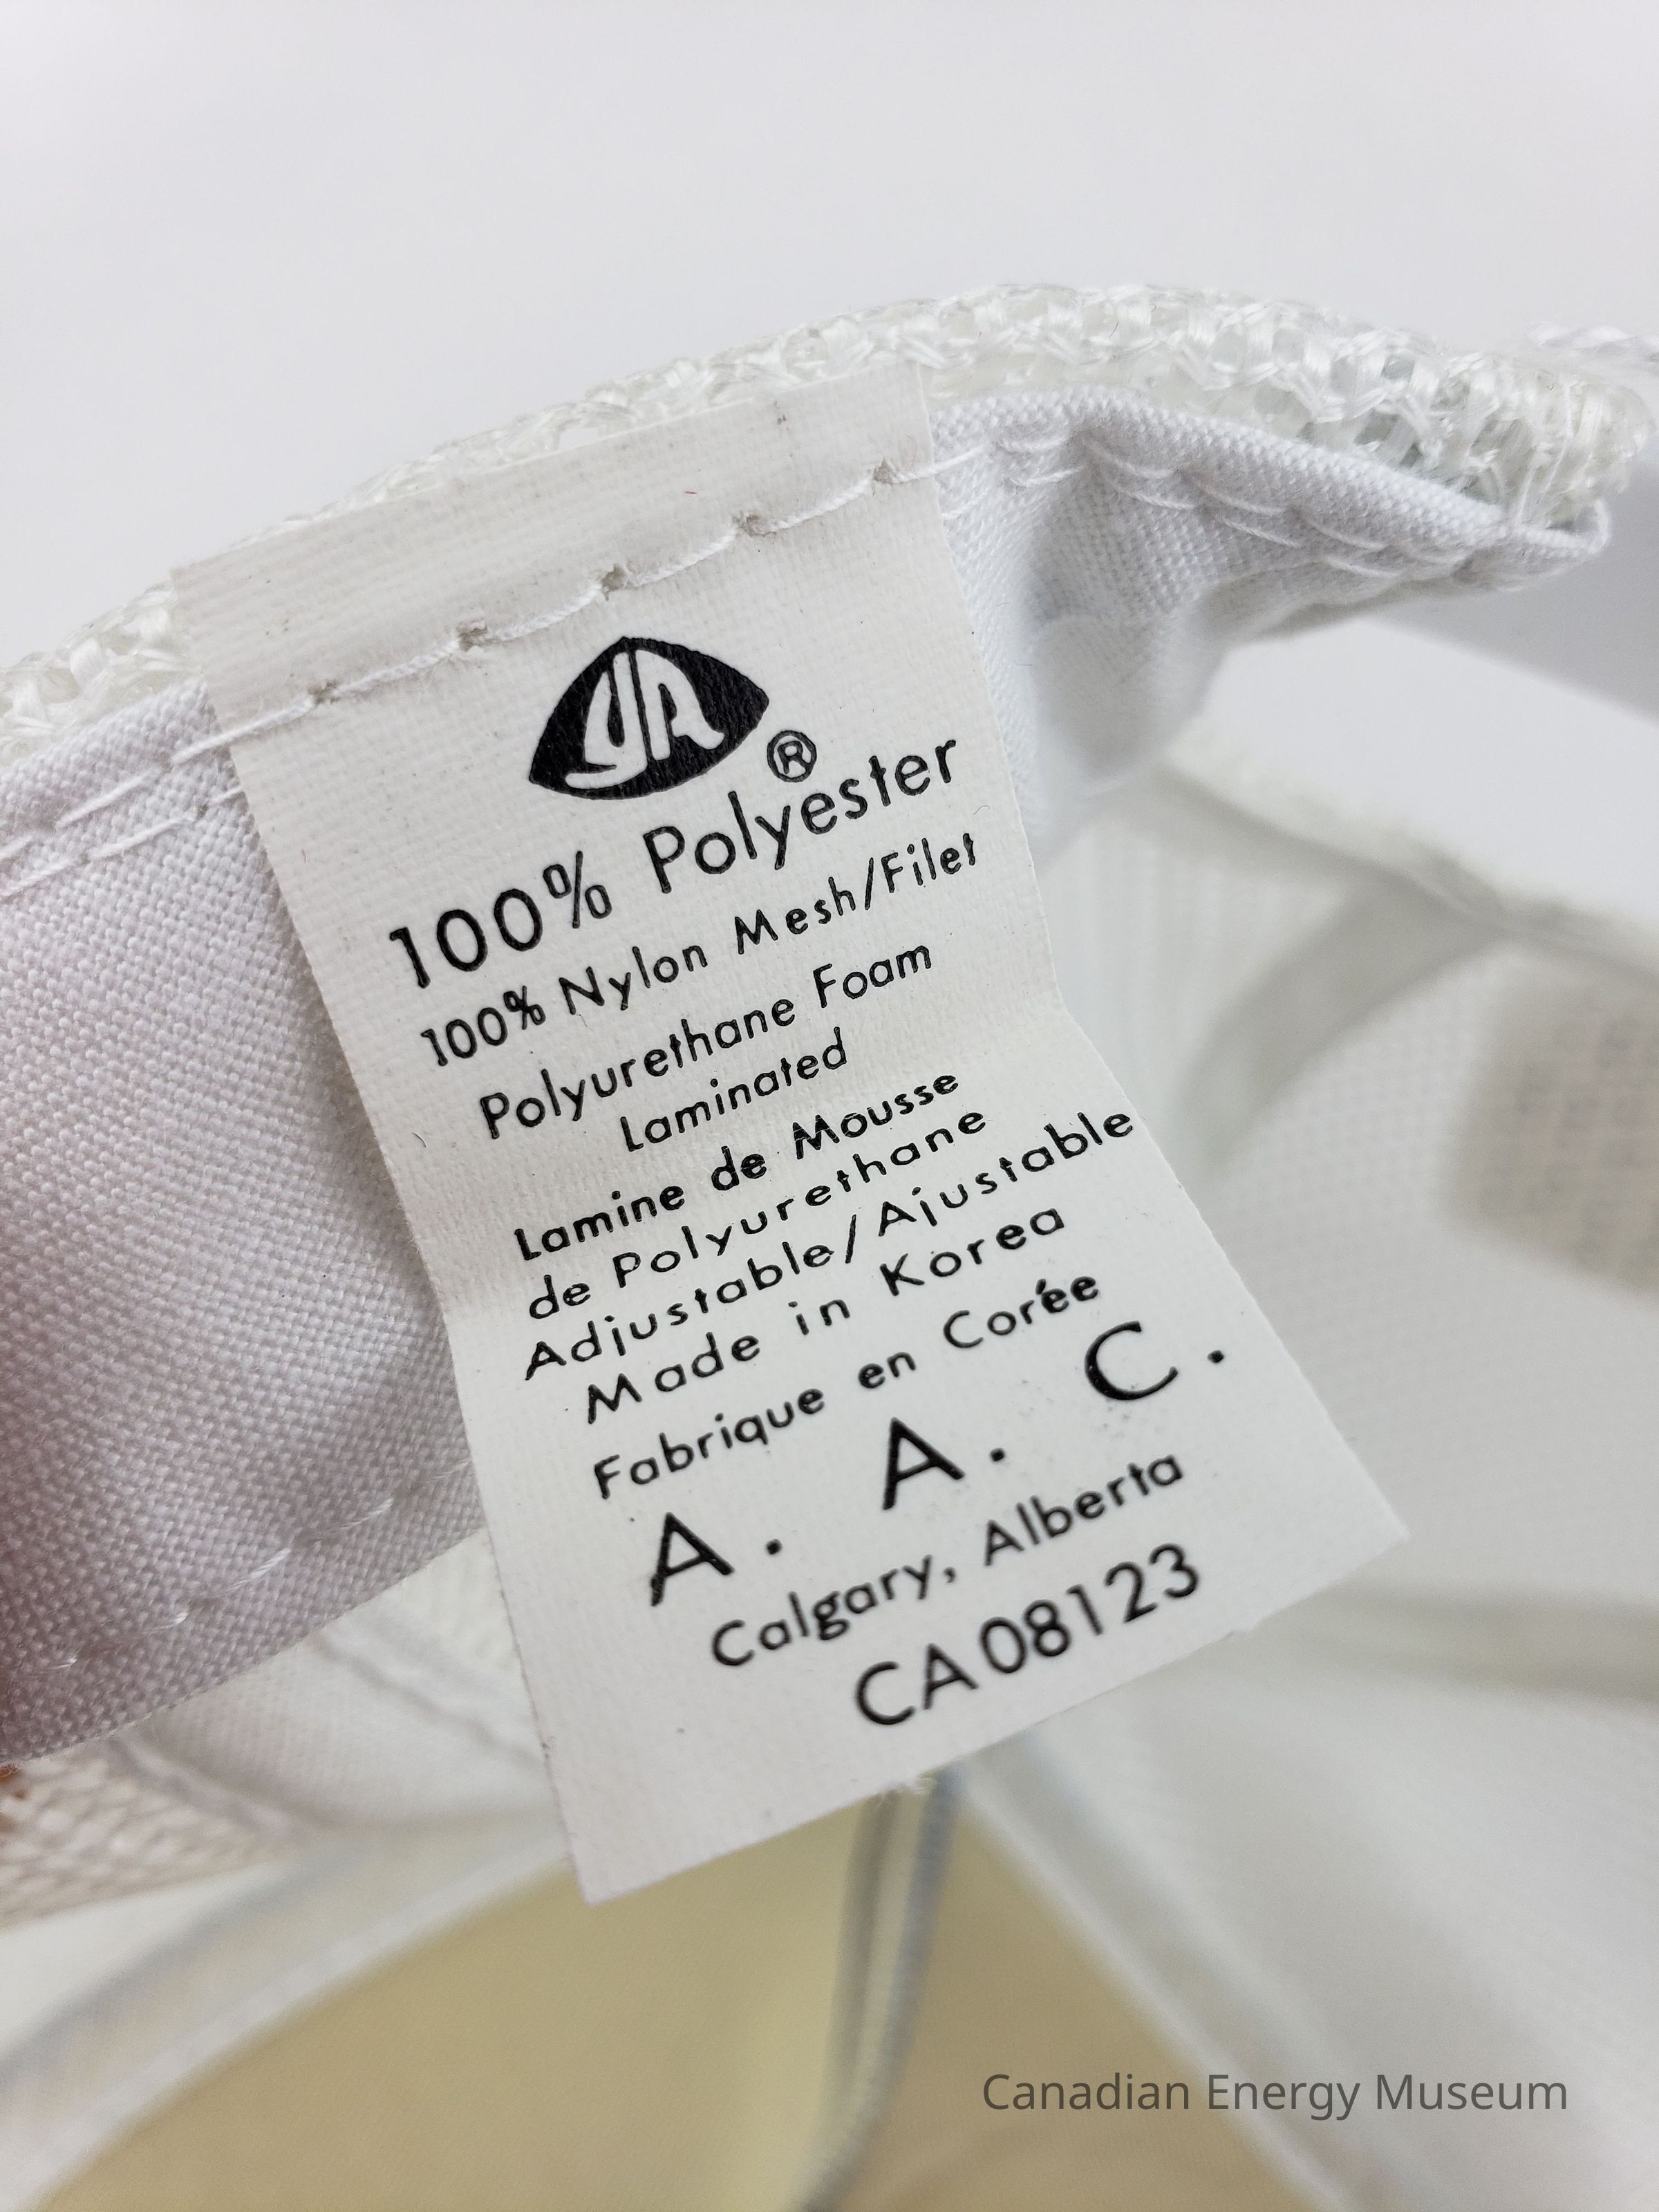 YA
®
100% Polyester
100% Nylon Mesh/Filet
Polyurethane Foam
Laminated
Lamine de Mousse
de Polyurethane
Adjustable/Ajustable
Made in Korea
Fabrique en Corée
A. A. C.
Calgary, Alberta
CA08123
Canadian Energy Museum